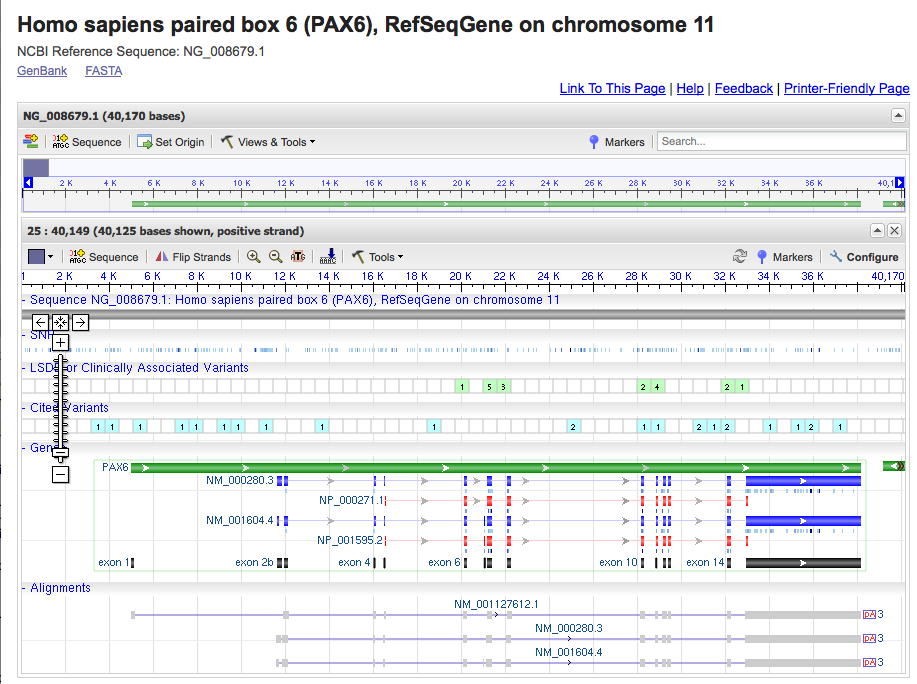 Homo sapiens paired box 6 (PAX6), RefSeqGene on chromosome 11
NCBI Reference Sequence: NG_008679.1
GenBank FASTA
Link To This Page | Help | Feedback | Printer-Friendly Page
NG_008679.1 (40,170 bases)
Sequence Set Origin Views & Tools Markers Search...
2 K 4 K 6 K 8 K 10 K 12 K 14 K 16 K 18 K 20 K 22 K 24 K 26 K 28 K 30 K 32 K 34 K 36 K 40,1
25 : 40,149 (40,125 bases shown, positive strand)
Sequence Flip Strands ATG Tools Markers Configure
1 2 K 4 K 6 K 8 K 10 K 12 K 14 K 16 K 18 K 20 K 22 K 24 K 26 K 28 K 30 K 32 K 34 K 36 K 40,170
- Sequence NG_008679.1: Homo sapiens paired box 6 (PAX6), RefSeqGene on chromosome 11
- SNP
- LSDB or Clinically Associated Variants
1 5 3 2 4 2 1
- Cited Variants
1 1 1 1 1 1 1 1 1 1 2 1 1 2 1 2 1 1 2 1
- Gen
PAX6
NM_000280.3
NP_000271.1
NM_001604.4
NP_001595.2
exon 1 exon 2b exon 4 exon 6 exon 10 exon 14
- Alignments
NM_001127612.1
3
NM_000280.3
3
NM_001604.4
3